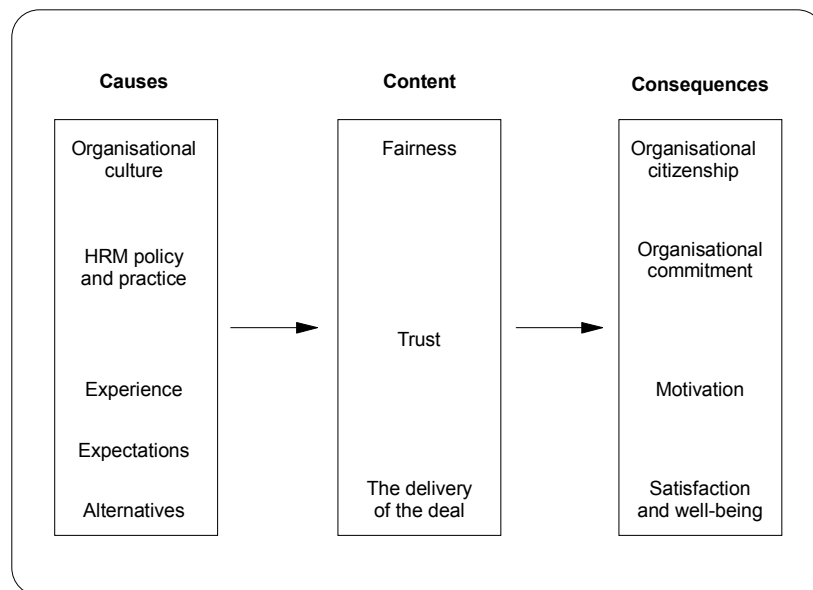 Causes
Content
Consequences
Organisational
culture
HRM policy
and practice
Experience
Expectations
Alternatives
Fairness
Trust
The delivery
of the deal
Organisational
citizenship
Organisational
commitment
Motivation
Satisfaction
and well-being